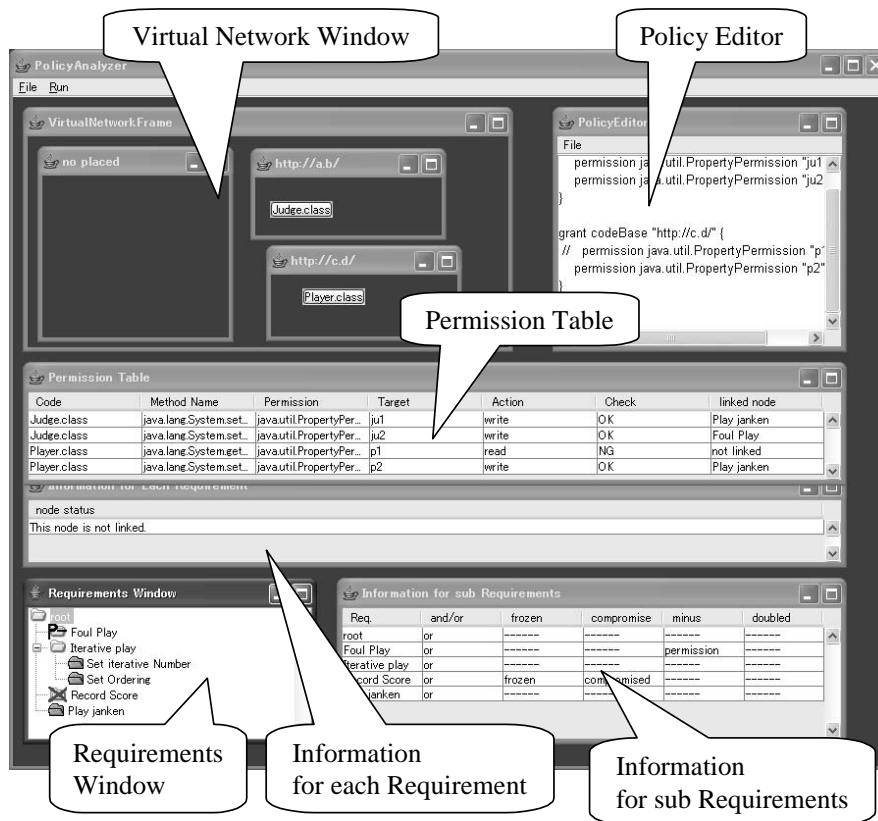 Virtual Network Window
Policy Editor
PolicyAnalyzer
File Run
VirtualNetworkFrame
no placed
http://a.b/
Judge.class
http://c.d/
Player.class
PolicyEditor
File
permission java.util.PropertyPermission "ju1
permission java.util.PropertyPermission "ju2
}
grant codeBase "http://c.d/" {
// permission java.util.PropertyPermission "p1
permission java.util.PropertyPermission "p2"
}
Permission Table
Permission Table
Code Method Name Permission Target Action Check linked node
Judge.class java.lang.System.set... java.util.PropertyPer... ju1 write OK Play janken
Judge.class java.lang.System.set... java.util.PropertyPer... ju2 write OK Foul Play
Player.class java.lang.System.get... java.util.PropertyPer... p1 read NG not linked
Player.class java.lang.System.set... java.util.PropertyPer... p2 write OK Play janken
Information for Each Requirement
node status
This node is not linked.
Requirements Window
root
P- Foul Play
Iterative play
Set iterative Number
Set Ordering
Record Score
Play janken
Information for sub Requirements
Req. and/or frozen compromise minus doubled
root or ------ ------ ------ ------
Foul Play or ------ ------ permission ------
Iterative play or ------ ------ ------ ------
Record Score or frozen compromised ------ ------
janken or ------ ------ ------ ------
Requirements
Window
Information
for each Requirement
Information
for sub Requirements